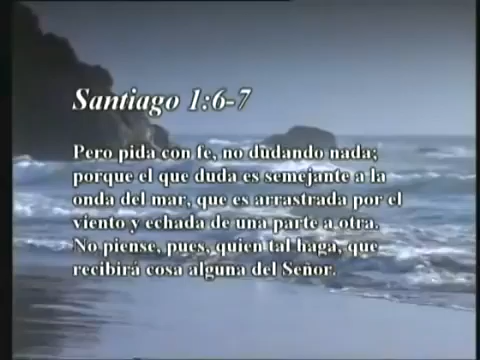 Santiago 1:6-7
Pero pida con fe, no dudando nada;
porque el que duda es semejante a la
onda del mar, que es arrastrada por el
viento y echada de una parte a otra.
No piense, pues, quien tal haga, que
recibirá cosa alguna del Señor.